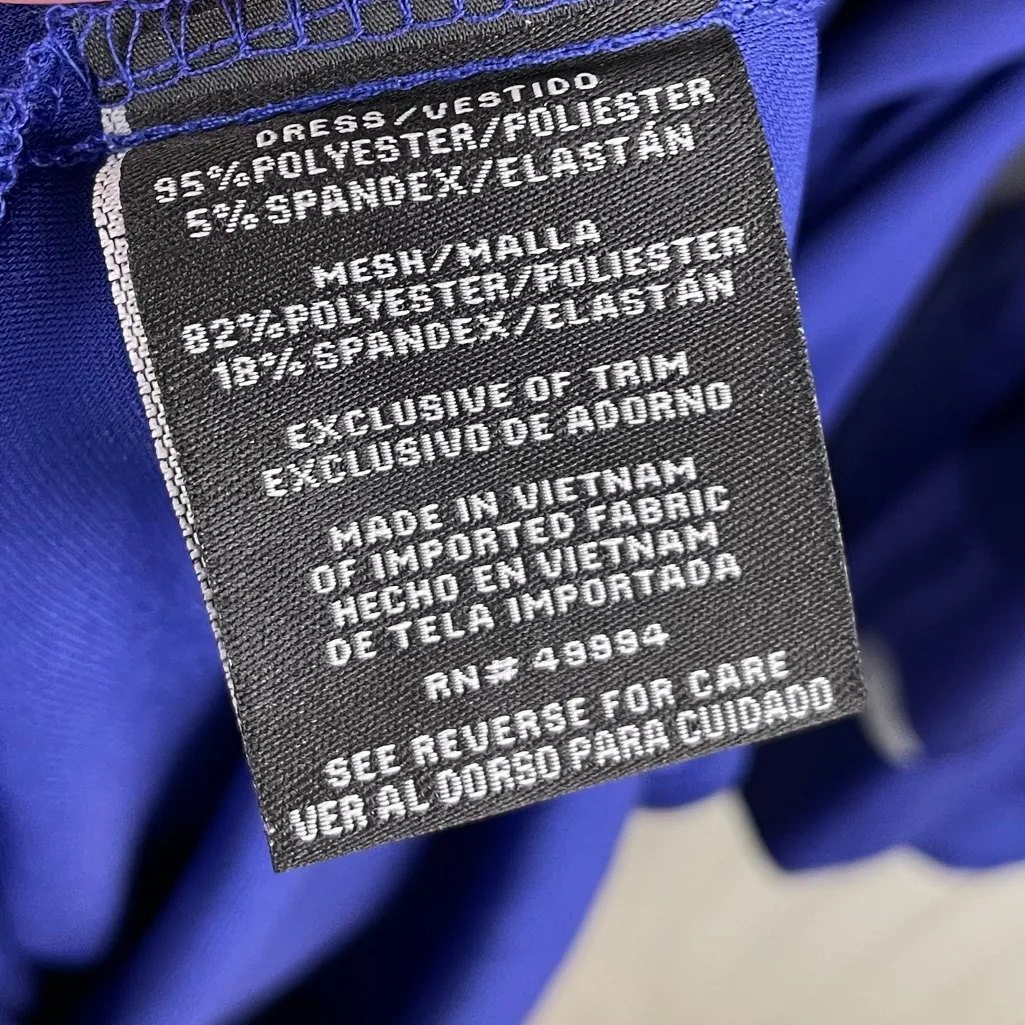 DRESS/VESTIDO
95%POLYESTER/POLIESTER
5%SPANDEX/ELASTÁN
MESH/MALLA
82%POLYESTER/POLIESTER
18%SPANDEX/ELASTÁN
EXCLUSIVE OF TRIM
EXCLUSIVO DE ADORNO
MADE IN VIETNAM
OF IMPORTED FABRIC
HECHO EN VIETNAM
DE TELA IMPORTADA
RN# 49994
SEE REVERSE FOR CARE
VER AL DORSO PARA CUIDADO